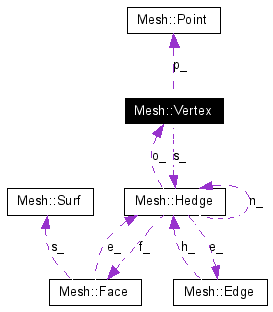 Mesh::Point
p_
Mesh::Vertex
o_
s_
Mesh::Surf
Mesh::Hedge
n_
s_
e_
f_
h_
e_
Mesh::Face
Mesh::Edge